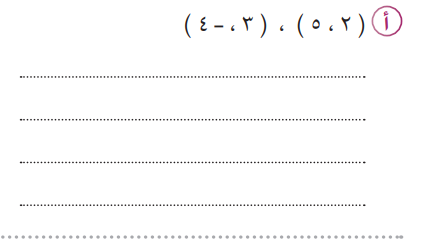 أ ( ٢ ، ٥ ) ، ( ٣ ، -٤ )